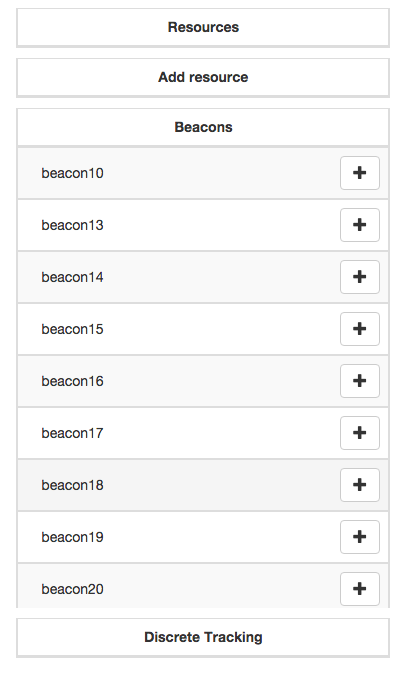 Resources
Add resource
Beacons
beacon10
beacon13
beacon14
beacon15
beacon16
beacon17
beacon18
beacon19
beacon20
Discrete Tracking